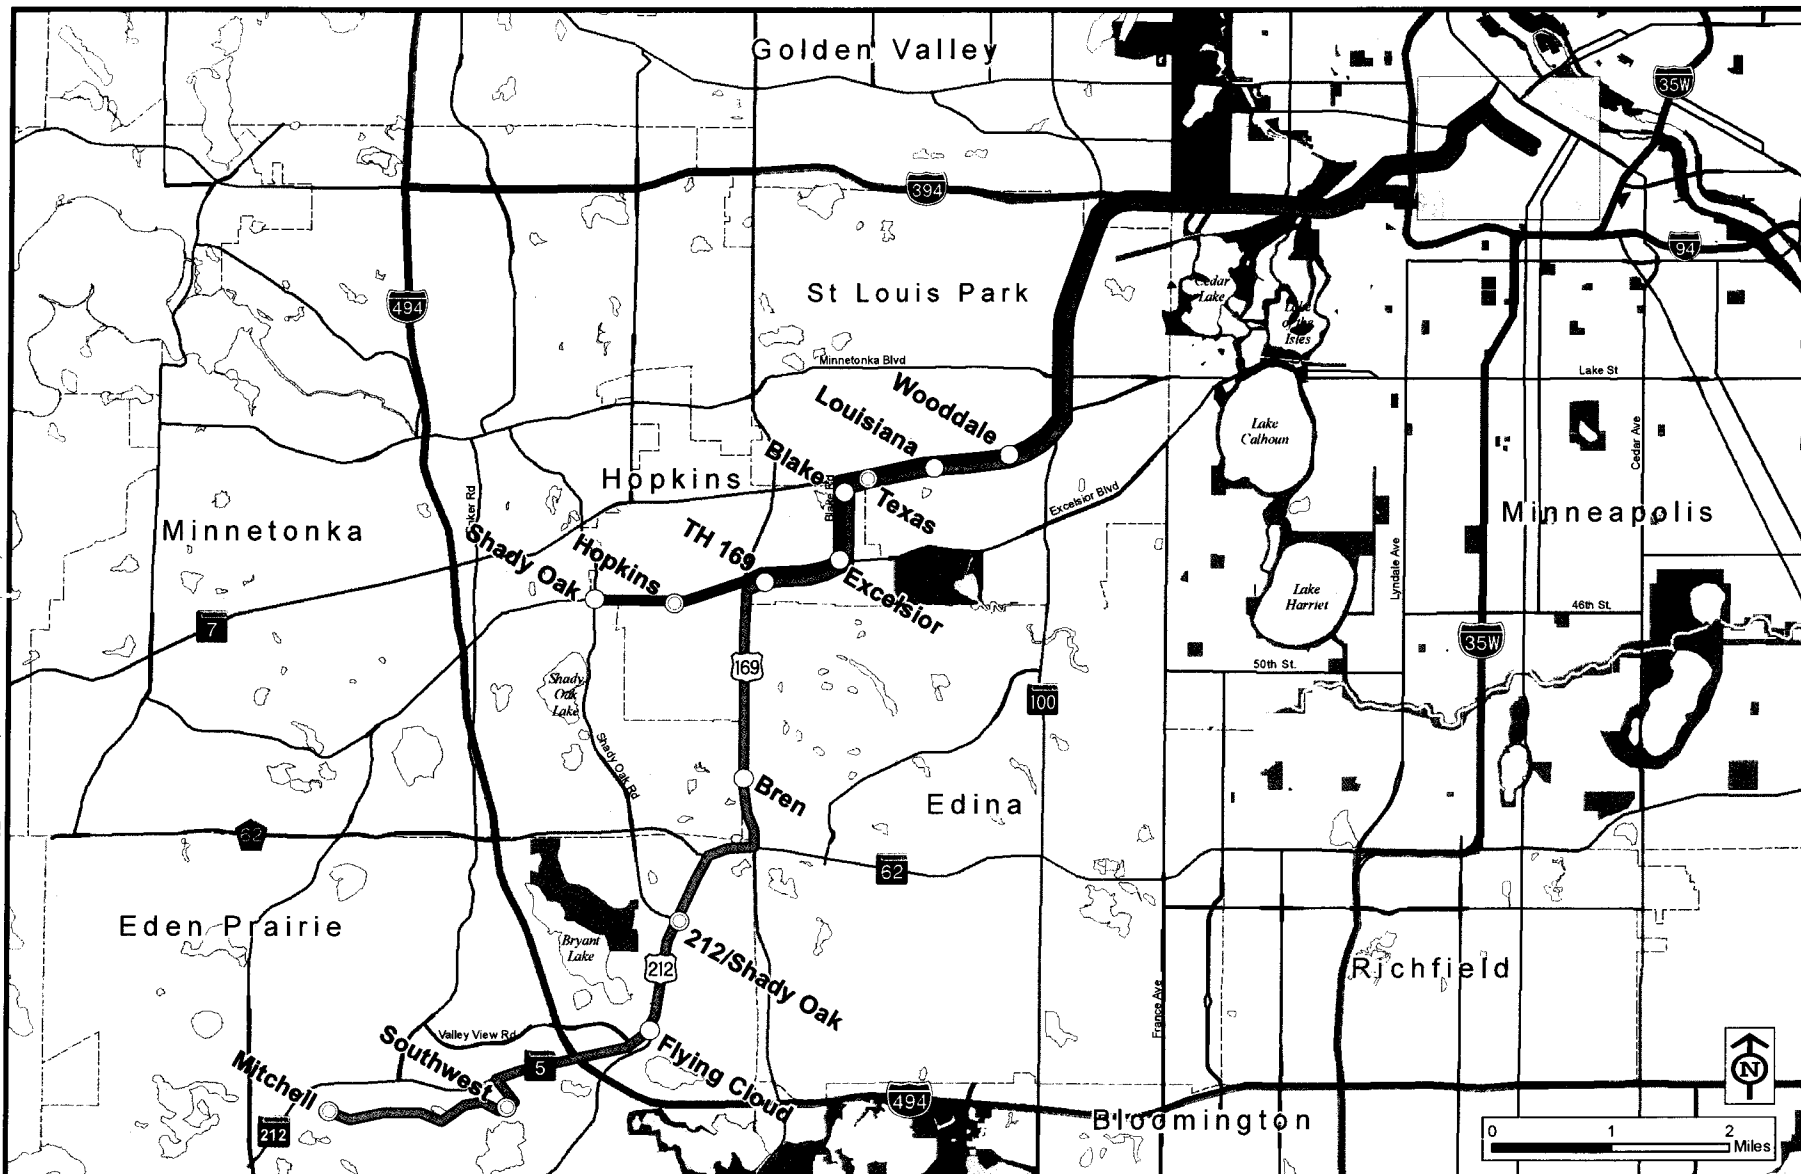 Golden Valley
35W
394
94
494
St Louis Park
Cedar
Lake
Lake
of the
Isles
Minnetonka Blvd
Lake St
Wooddale
Louisiana
Blake
Lake
Calhoun
Cedar Ave
Hopkins
Blake Rd
Texas
Excelsior Blvd
Minnetonka
Minneapolis
Shady Oak
Hopkins
TH 169
Excelsior
Lyndale Ave
Lake
Harriet
46th St.
7
35W
169
50th St.
Shady
Oak
Lake
100
Shady Oak Rd
Bren
Edina
62
62
Eden Prairie
Bryant
Lake
212/Shady Oak
212
Richfield
France Ave
Valley View Rd
Southwest
5
Flying Cloud
Mitchell
N
494
Bloomington
212
0 1 2
Miles